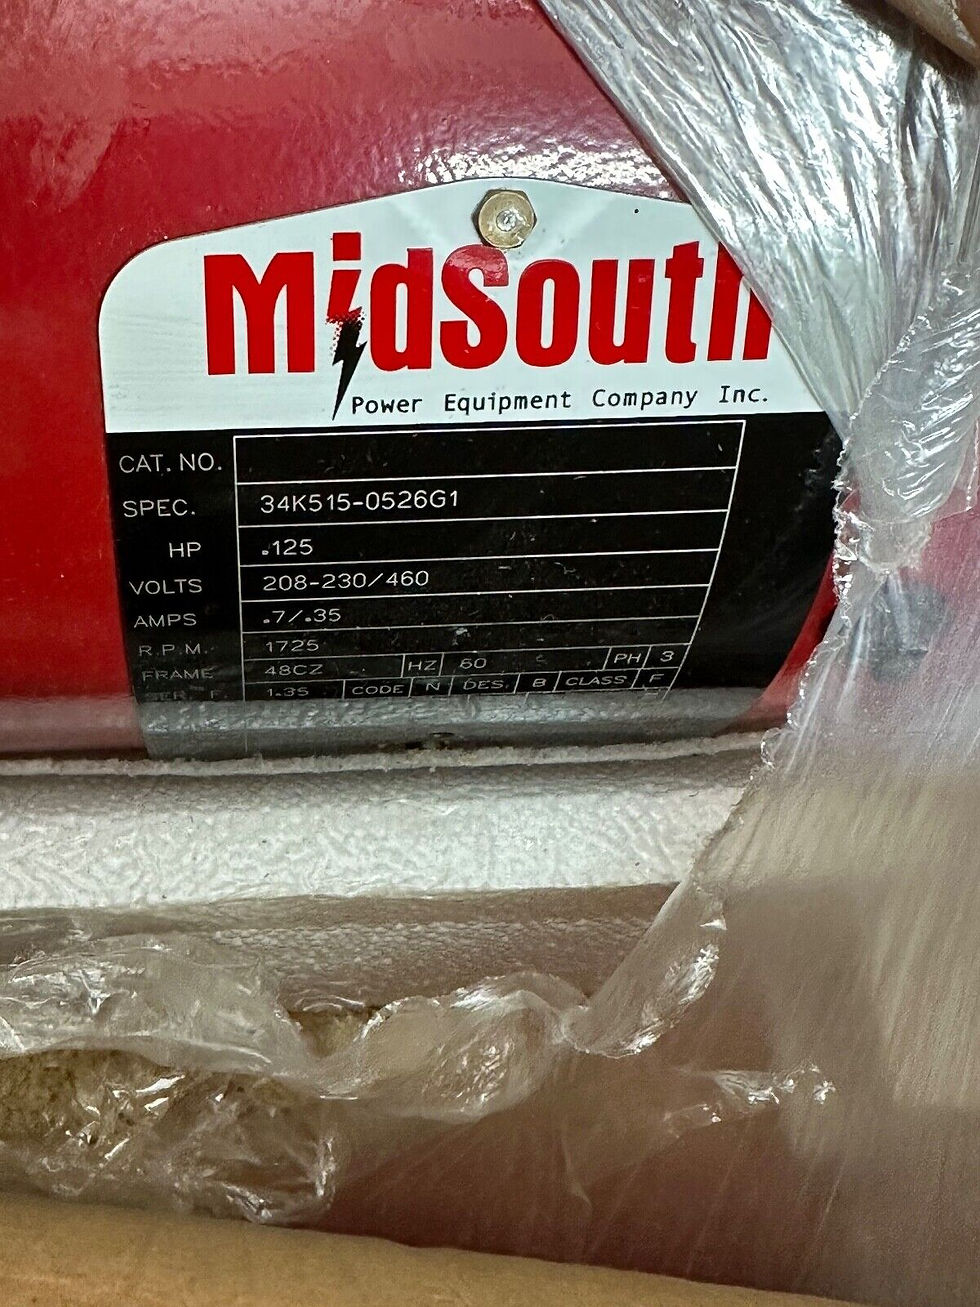 MidSouth
Power Equipment Company Inc.
CAT. NO.
SPEC. 34K515-0526G1
HP .125
VOLTS 208-230/460
AMPS .7/.35
R.P.M. 1725
FRAME 48CZ HZ 60 PH 3
SER. F. 1.35 CODE N DES. B CLASS F